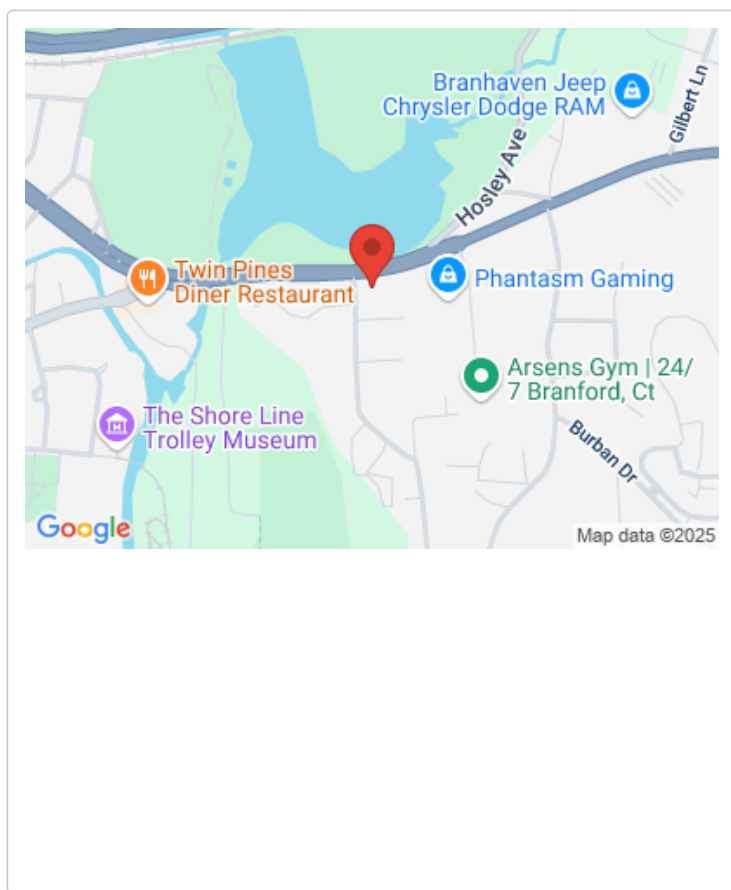 Branhaven Jeep
Chrysler Dodge RAM
Gilbert Ln
Hosley Ave
Twin Pines
Diner Restaurant
Phantasm Gaming
Arsens Gym | 24/
7 Branford, Ct
The Shore Line
Trolley Museum
Burban Dr
Google
Map data ©2025